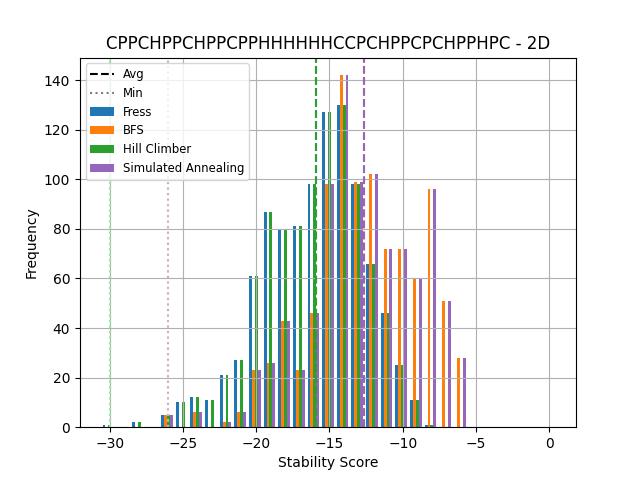 CPPCHPPCHPPCPPHHHHHHCCPCHPPCPCHPPHPC - 2D
Avg
Min
Fress
BFS
Hill Climber
Simulated Annealing
140
120
100
80
60
40
20
0
Frequency
−30 −25 −20 −15 −10 −5 0
Stability Score